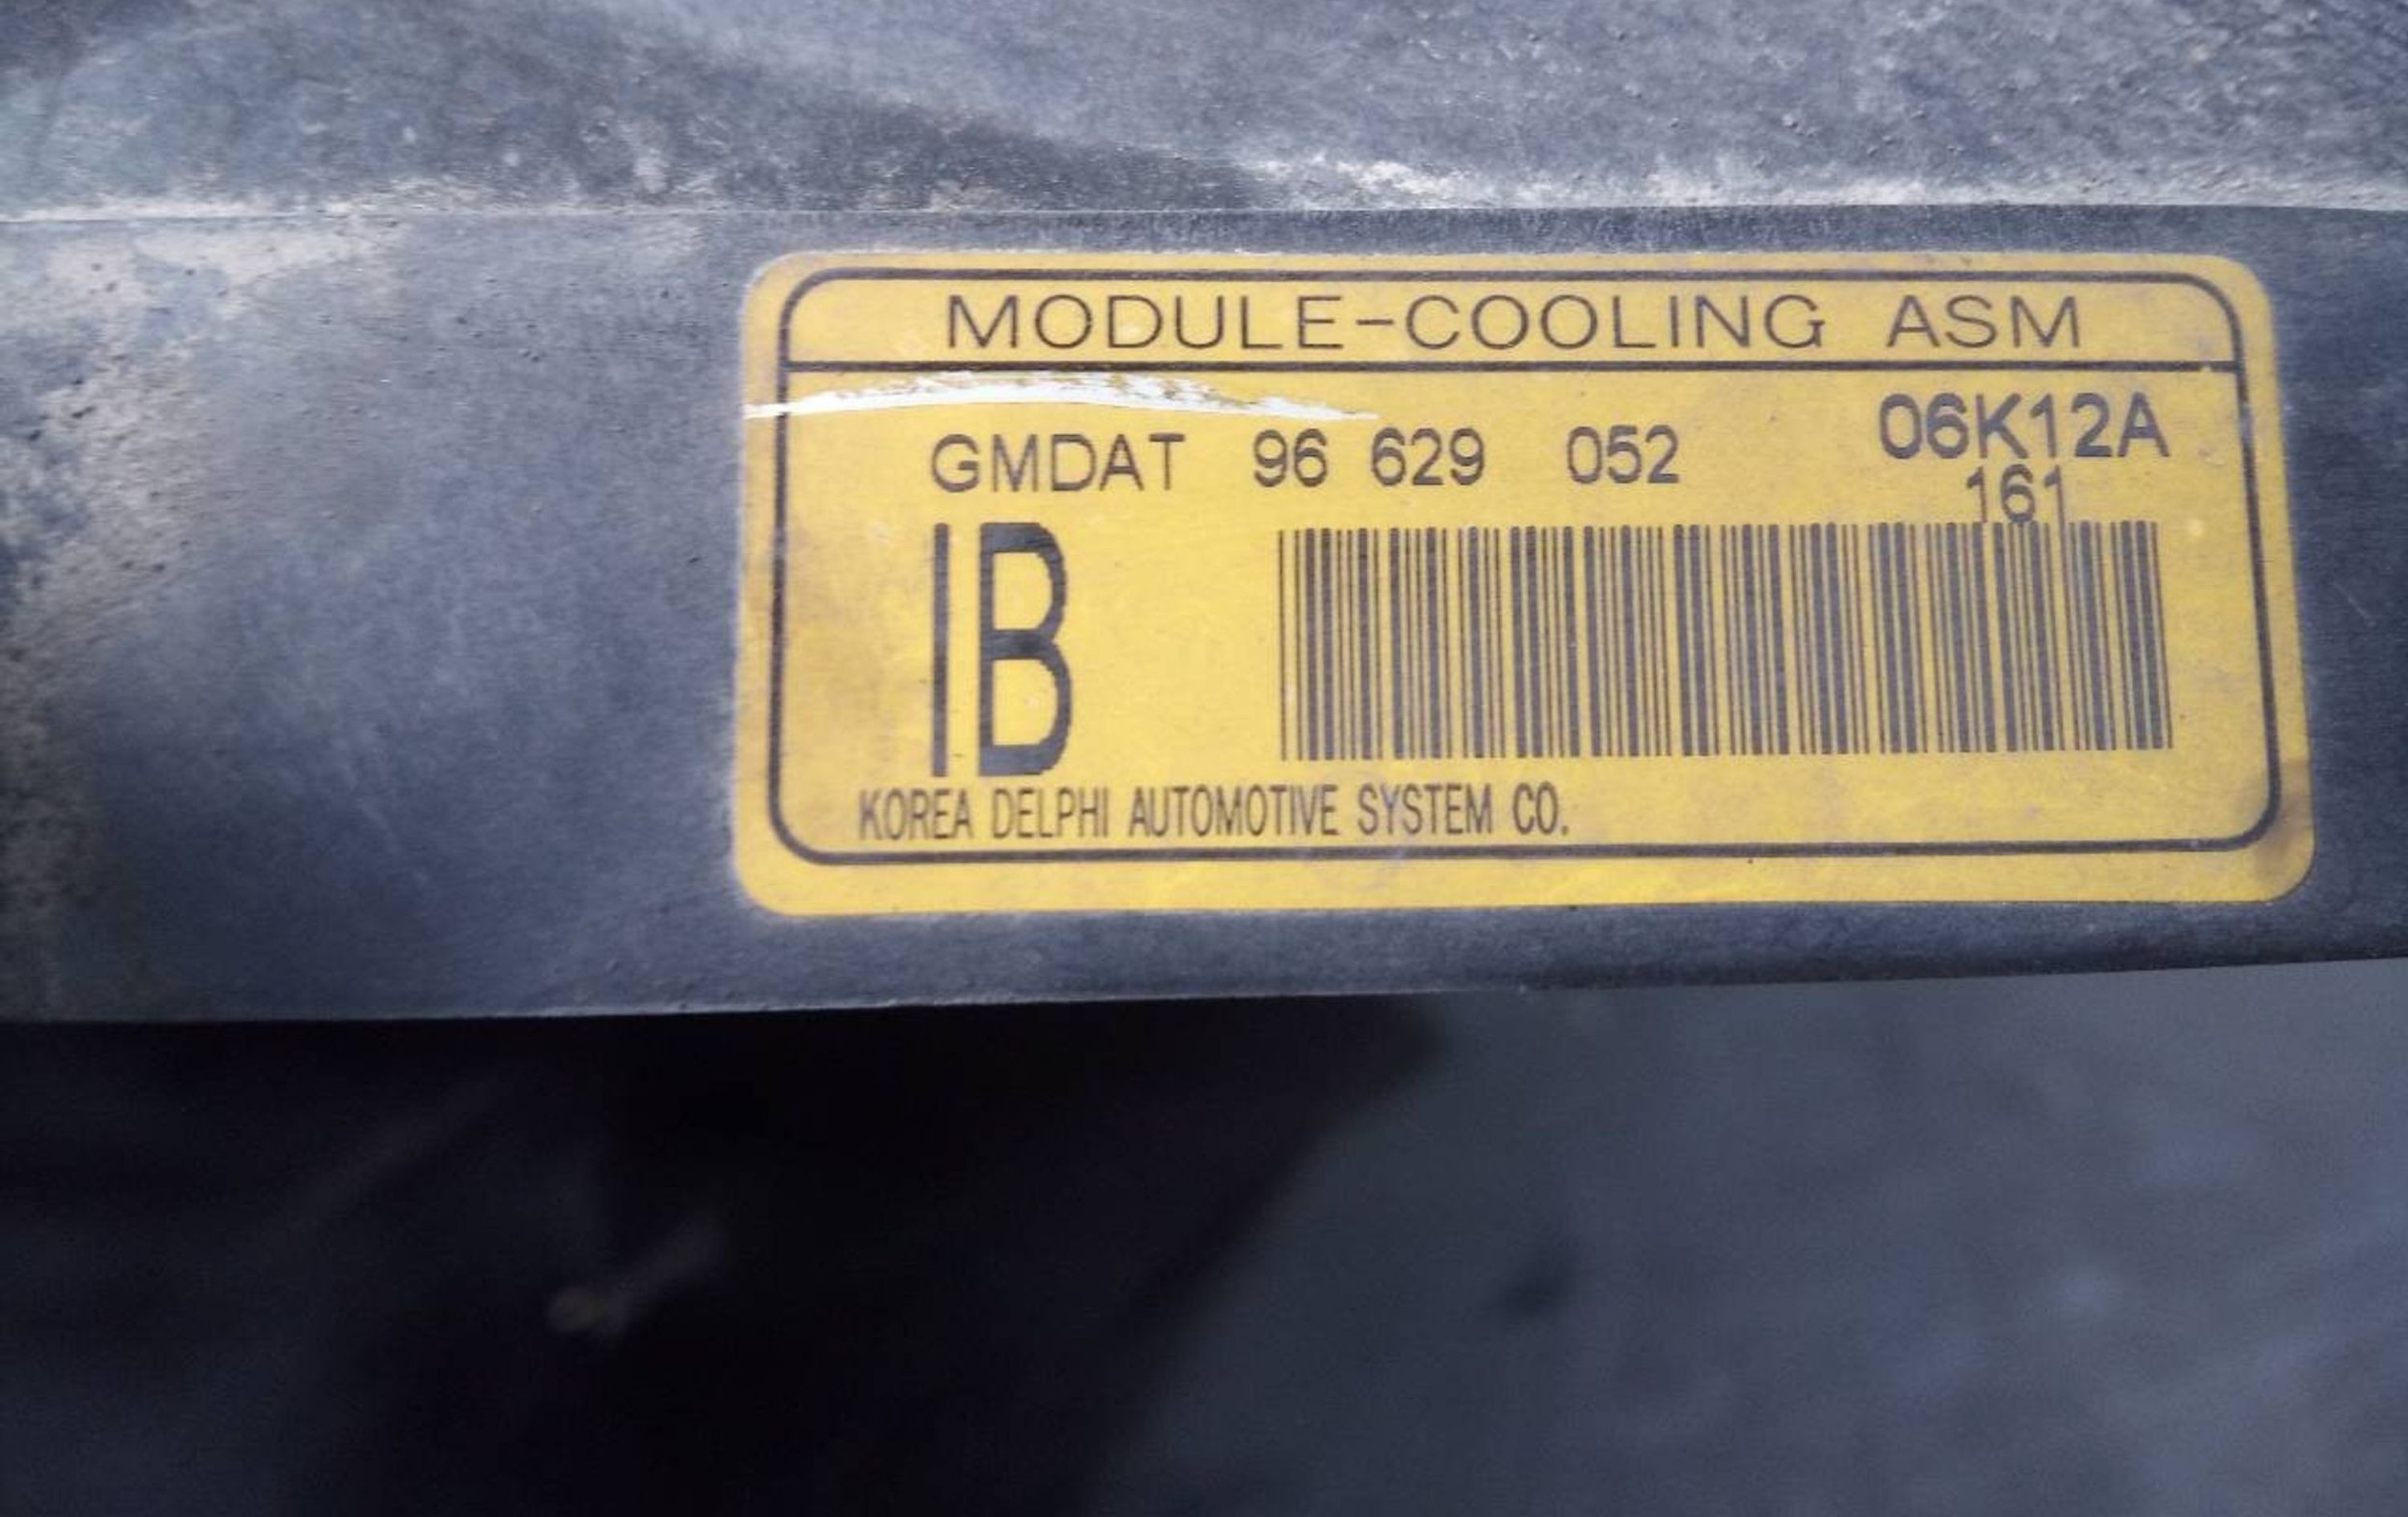 MODULE-COOLING ASM
GMDAT 96 629 052 06K12A
161
IB
KOREA DELPHI AUTOMOTIVE SYSTEM CO.